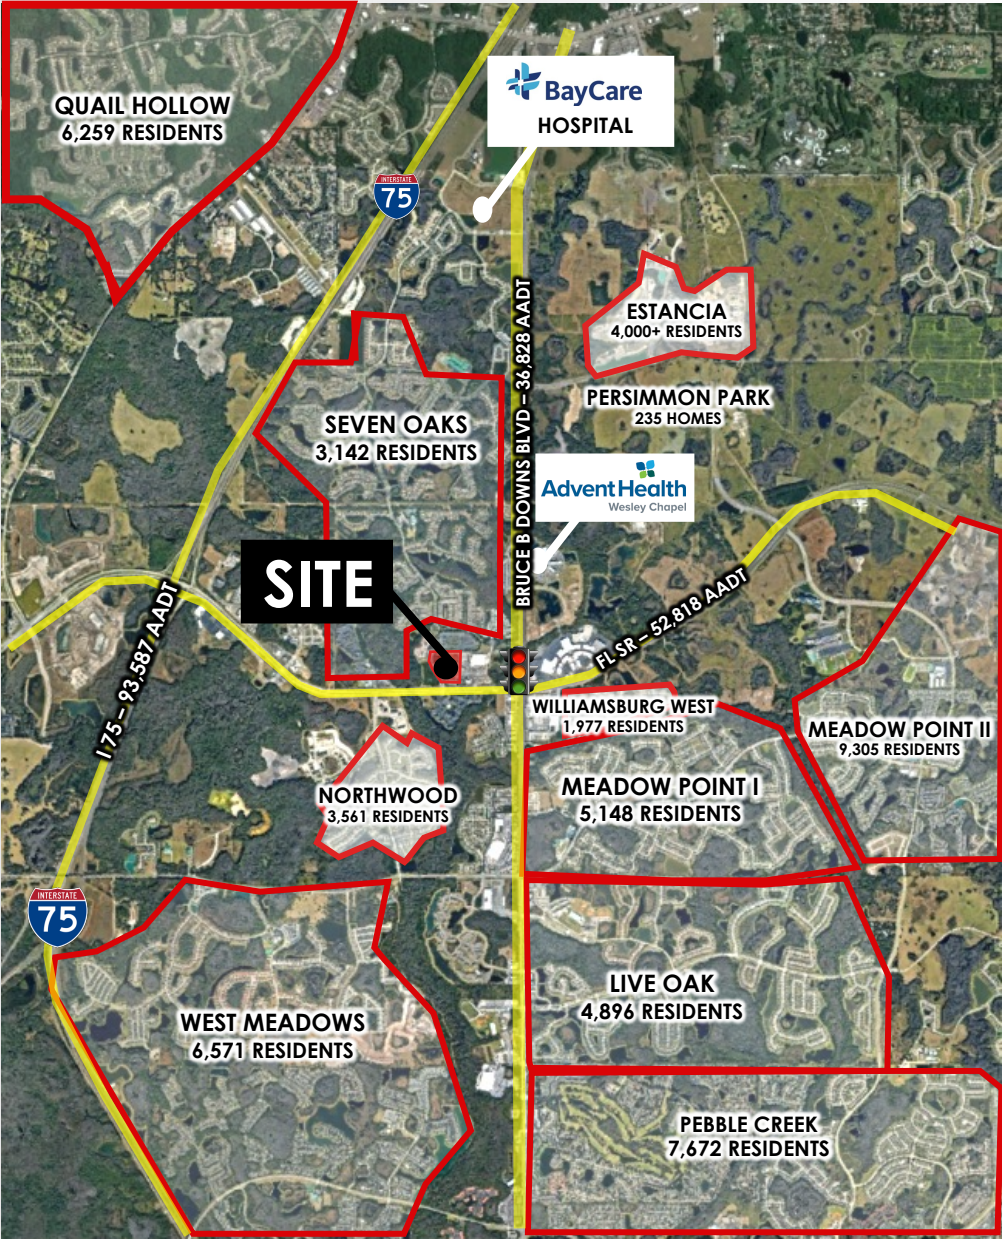 BayCare
HOSPITAL
QUAIL HOLLOW
6,259 RESIDENTS
INTERSTATE
75
ESTANCIA
4,000+ RESIDENTS
BRUCE B DOWNS BLVD – 36,828 AADT
PERSIMMON PARK
235 HOMES
SEVEN OAKS
3,142 RESIDENTS
AdventHealth
Wesley Chapel
SITE
FL SR – 52,818 AADT
I 75 – 93,587 AADT
WILLIAMSBURG WEST
1,977 RESIDENTS
MEADOW POINT II
9,305 RESIDENTS
NORTHWOOD
3,561 RESIDENTS
MEADOW POINT I
5,148 RESIDENTS
INTERSTATE
75
LIVE OAK
4,896 RESIDENTS
WEST MEADOWS
6,571 RESIDENTS
PEBBLE CREEK
7,672 RESIDENTS